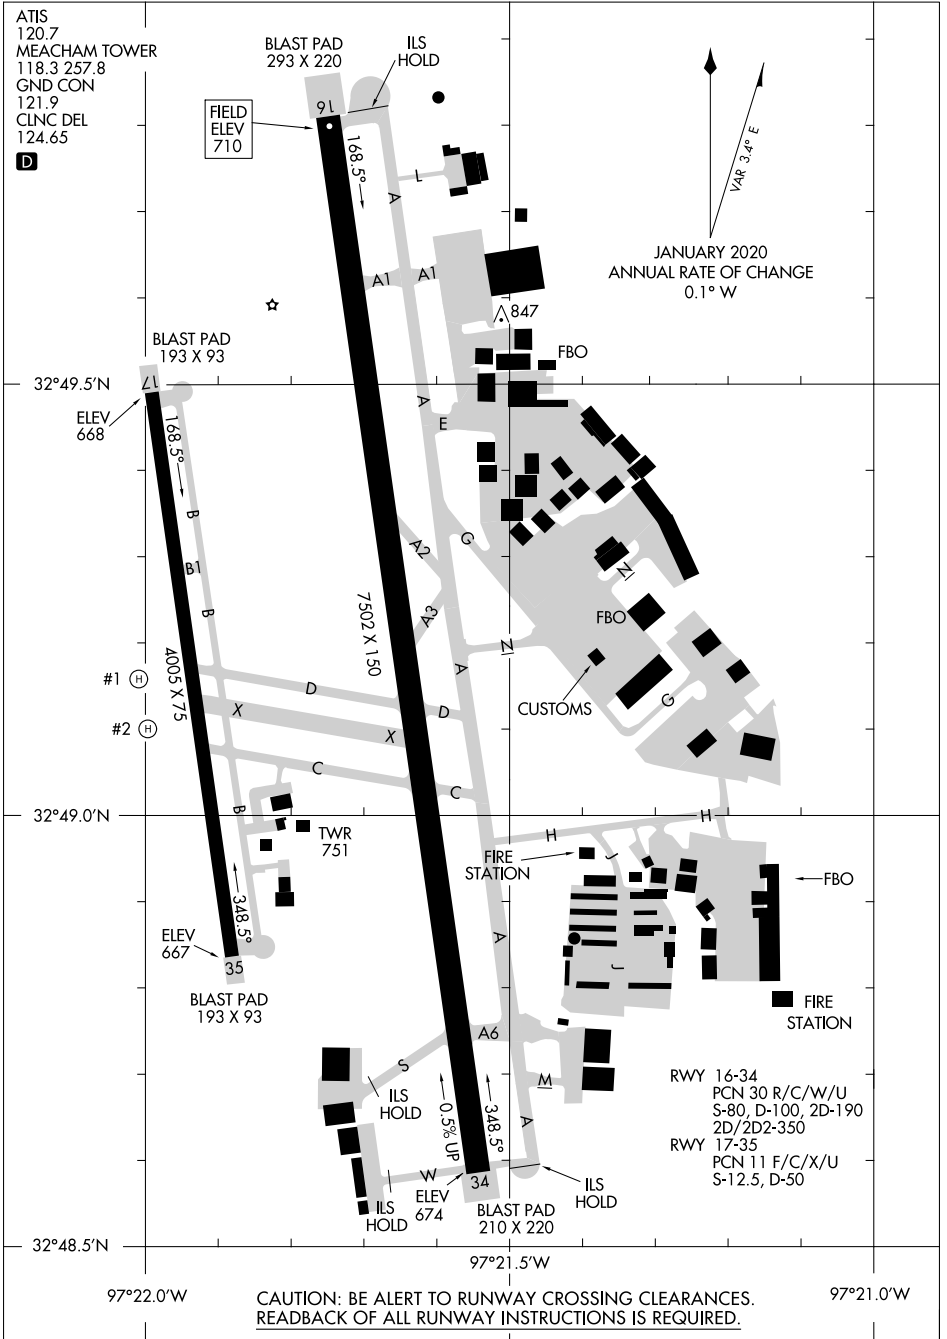 ATIS
120.7
MEACHAM TOWER
118.3 257.8
GND CON
121.9
CLNC DEL
124.65
D
BLAST PAD
293 X 220
ILS
HOLD
16
FIELD
ELEV
710
168.5°
L
A
A1
A1
VAR 3.4° E
JANUARY 2020
ANNUAL RATE OF CHANGE
0.1° W
847
BLAST PAD
193 X 93
FBO
32°49.5'N
17
ELEV
668
168.5°
A
E
B
A2
G
B1
Z1
7502 X 150
B
A3
FBO
Z1
4005 X 75
#1
H
A
D
D
CUSTOMS
G
#2
H
X
X
C
C
32°49.0'N
B
H
H
TWR
751
FIRE
STATION
J
FBO
348.5°
ELEV
667
A
35
J
BLAST PAD
193 X 93
FIRE
STATION
A6
S
M
ILS
HOLD
0.5% UP
348.5°
A
RWY 16-34
PCN 30 R/C/W/U
S-80, D-100, 2D-190
2D/2D2-350
RWY 17-35
PCN 11 F/C/X/U
S-12.5, D-50
W
34
ILS
HOLD
ELEV
674
ILS
HOLD
BLAST PAD
210 X 220
32°48.5'N
97°21.5'W
97°22.0'W
97°21.0'W
CAUTION: BE ALERT TO RUNWAY CROSSING CLEARANCES.
READBACK OF ALL RUNWAY INSTRUCTIONS IS REQUIRED.